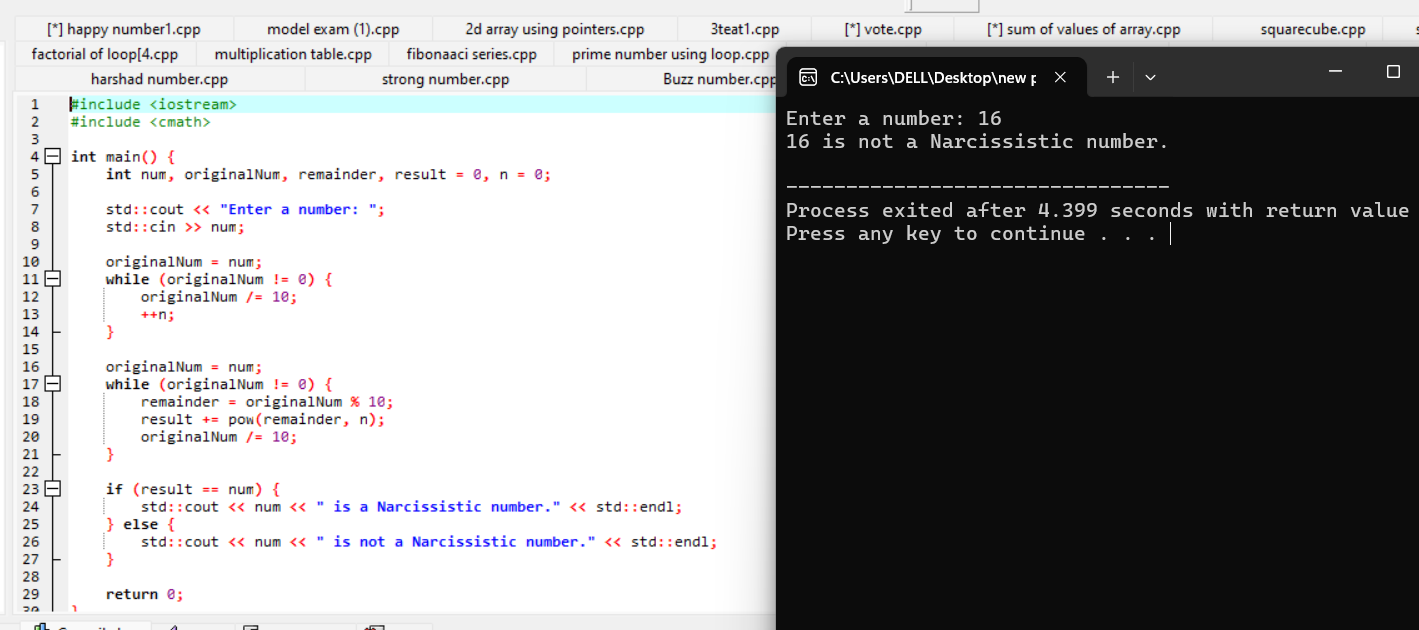 [*] happy number1.cpp model exam (1).cpp 2d array using pointers.cpp 3teat1.cpp [*] vote.cpp [*] sum of values of array.cpp squarecube.cpp
factorial of loop[4.cpp multiplication table.cpp fibonaaci series.cpp prime number using loop.cpp
harshad number.cpp strong number.cpp Buzz number.cpp
1 #include <iostream>
2 #include <cmath>
3
4 int main() {
5 int num, originalNum, remainder, result = 0, n = 0;
6
7 std::cout << "Enter a number: ";
8 std::cin >> num;
9
10 originalNum = num;
11 while (originalNum != 0) {
12 originalNum /= 10;
13 ++n;
14 }
15
16 originalNum = num;
17 while (originalNum != 0) {
18 remainder = originalNum % 10;
19 result += pow(remainder, n);
20 originalNum /= 10;
21 }
22
23 if (result == num) {
24 std::cout << num << " is a Narcissistic number." << std::endl;
25 } else {
26 std::cout << num << " is not a Narcissistic number." << std::endl;
27 }
28
29 return 0;
30 }
C:\Users\DELL\Desktop\new
Enter a number: 16
16 is not a Narcissistic number.
--------------------------------
Process exited after 4.399 seconds with return value
Press any key to continue . . .